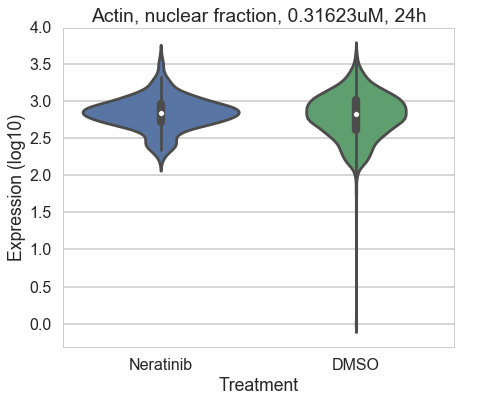 Actin, nuclear fraction, 0.31623uM, 24h
Expression (log10)
4.0
3.5
3.0
2.5
2.0
1.5
1.0
0.5
0.0
Neratinib DMSO
Treatment